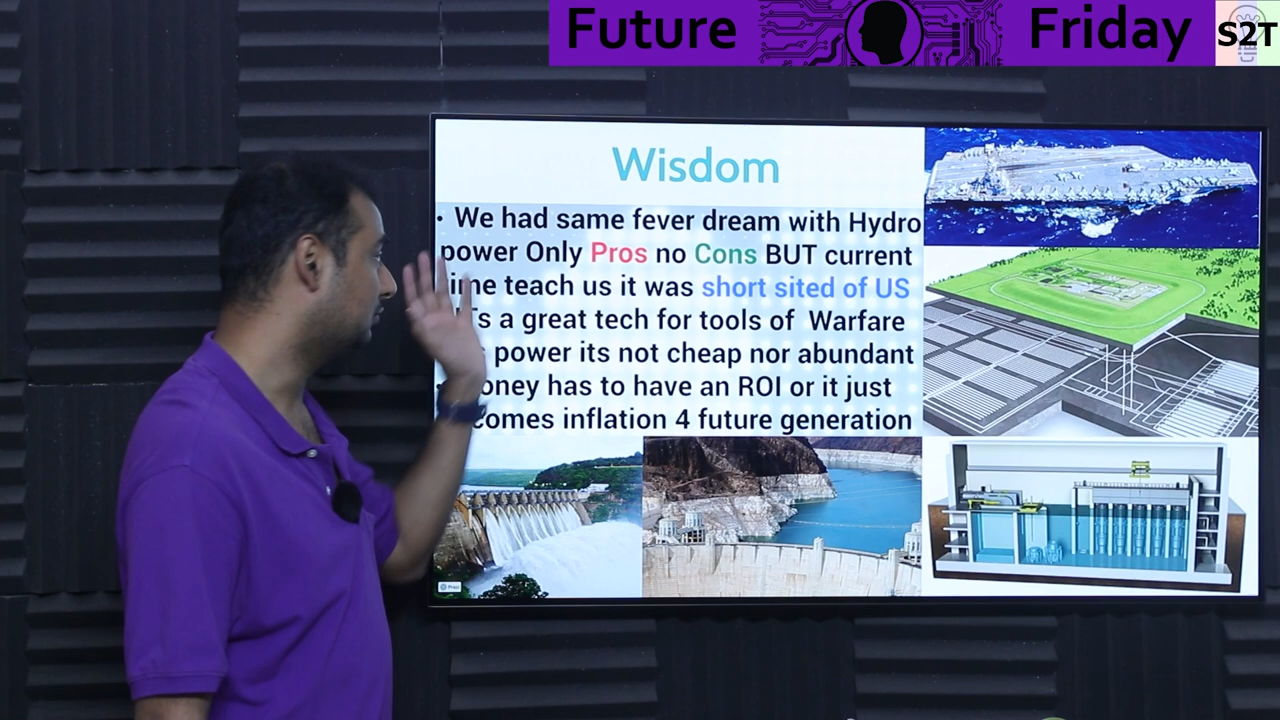 Future Friday
S2T
Wisdom
• We had same fever dream with Hydro
power Only Pros no Cons BUT current
ime teach us it was short sited of US
s a great tech for tools of Warfare
power its not cheap nor abundant
oney has to have an ROI or it just
comes inflation 4 future generation
Prezi